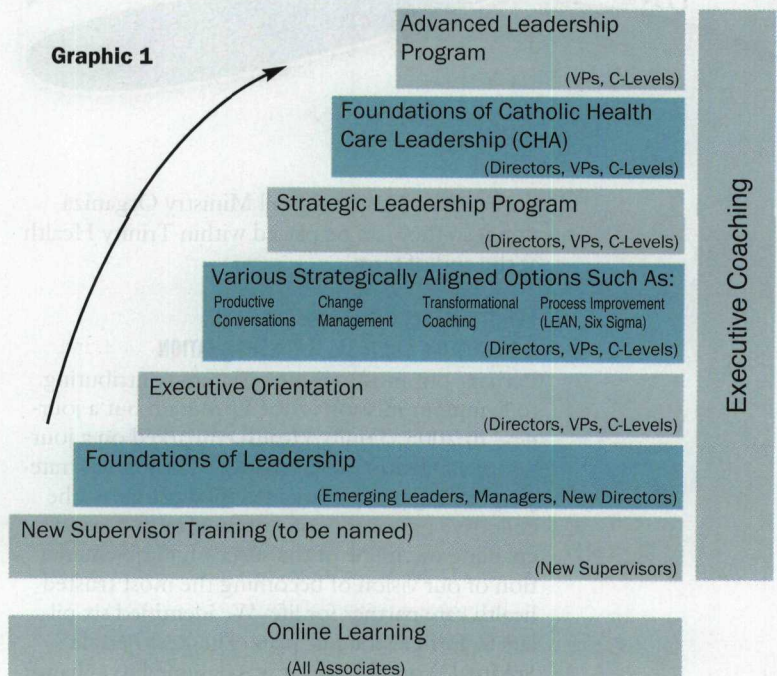 Graphic 1
Advanced Leadership
Program
(VPs, C-Levels)
Foundations of Catholic Health
Care Leadership (CHA)
(Directors, VPs, C-Levels)
Strategic Leadership Program
(Directors, VPs, C-Levels)
Various Strategically Aligned Options Such As:
Productive Conversations
Change Management
Transformational Coaching
Process Improvement (LEAN, Six Sigma)
(Directors, VPs, C-Levels)
Executive Orientation
(Directors, VPs, C-Levels)
Foundations of Leadership
(Emerging Leaders, Managers, New Directors)
New Supervisor Training (to be named)
(New Supervisors)
Online Learning
(All Associates)
Executive Coaching